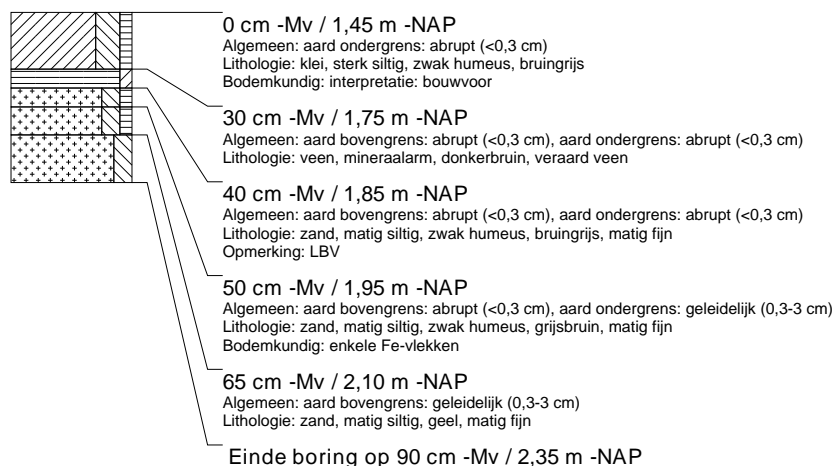 0 cm -Mv / 1,45 m -NAP
Algemeen: aard ondergrens: abrupt (<0,3 cm)
Lithologie: klei, sterk siltig, zwak humeus, bruingrijs
Bodemkundig: interpretatie: bouwvoor
30 cm -Mv / 1,75 m -NAP
Algemeen: aard bovengrens: abrupt (<0,3 cm), aard ondergrens: abrupt (<0,3 cm)
Lithologie: veen, mineraalarm, donkerbruin, veraard veen
40 cm -Mv / 1,85 m -NAP
Algemeen: aard bovengrens: abrupt (<0,3 cm), aard ondergrens: abrupt (<0,3 cm)
Lithologie: zand, matig siltig, zwak humeus, bruingrijs, matig fijn
Opmerking: LBV
50 cm -Mv / 1,95 m -NAP
Algemeen: aard bovengrens: abrupt (<0,3 cm), aard ondergrens: geleidelijk (0,3-3 cm)
Lithologie: zand, matig siltig, zwak humeus, grijsbruin, matig fijn
Bodemkundig: enkele Fe-vlekken
65 cm -Mv / 2,10 m -NAP
Algemeen: aard bovengrens: geleidelijk (0,3-3 cm)
Lithologie: zand, matig siltig, geel, matig fijn
Einde boring op 90 cm -Mv / 2,35 m -NAP